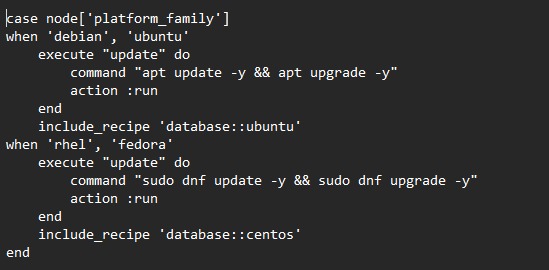 case node['platform_family']
when 'debian', 'ubuntu'
    execute "update" do
        command "apt update -y && apt upgrade -y"
        action :run
    end
    include_recipe 'database::ubuntu'
when 'rhel', 'fedora'
    execute "update" do
        command "sudo dnf update -y && sudo dnf upgrade -y"
        action :run
    end
    include_recipe 'database::centos'
end